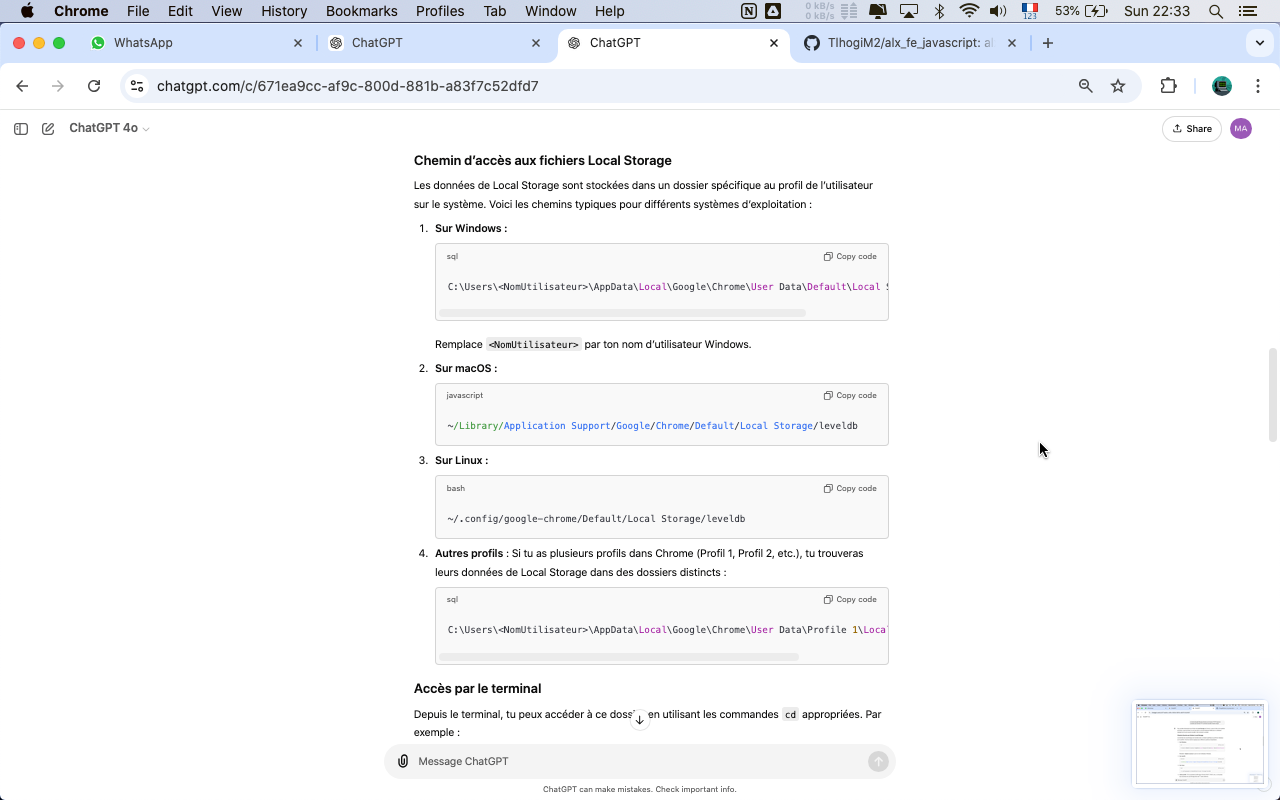 Chrome File Edit View History Bookmarks Profiles Tab Window Help 0 kB/s 0 kB/s 123 53% Sun 22:33
WhatsApp ChatGPT ChatGPT TlhogiM2/alx_fe_javascript: al
chatgpt.com/c/671ea9cc-af9c-800d-881b-a83f7c52dfd7
ChatGPT 4o Share MA
Chemin d'accès aux fichiers Local Storage
Les données de Local Storage sont stockées dans un dossier spécifique au profil de l'utilisateur
sur le système. Voici les chemins typiques pour différents systèmes d'exploitation :
1. Sur Windows :
sql Copy code
C:\Users\<NomUtilisateur>\AppData\Local\Google\Chrome\User Data\Default\Local S
Remplace <NomUtilisateur> par ton nom d'utilisateur Windows.
2. Sur macOS :
javascript Copy code
~/Library/Application Support/Google/Chrome/Default/Local Storage/leveldb
3. Sur Linux :
bash Copy code
~/.config/google-chrome/Default/Local Storage/leveldb
4. Autres profils : Si tu as plusieurs profils dans Chrome (Profil 1, Profil 2, etc.), tu trouveras
leurs données de Local Storage dans des dossiers distincts :
sql Copy code
C:\Users\<NomUtilisateur>\AppData\Local\Google\Chrome\User Data\Profile 1\Local
Accès par le terminal
Depuis le terminal, tu peux accéder à ce dossier en utilisant les commandes cd appropriées. Par
exemple :
Message ChatGPT
ChatGPT can make mistakes. Check important info.